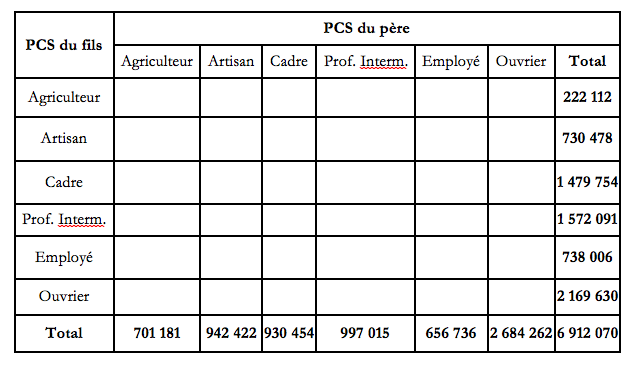 PCS du fils PCS du père
Agriculteur Artisan Cadre Prof. Interm. Employé Ouvrier Total
Agriculteur 222 112
Artisan 730 478
Cadre 1 479 754
Prof. Interm. 1 572 091
Employé 738 006
Ouvrier 2 169 630
Total 701 181 942 422 930 454 997 015 656 736 2 684 262 6 912 070